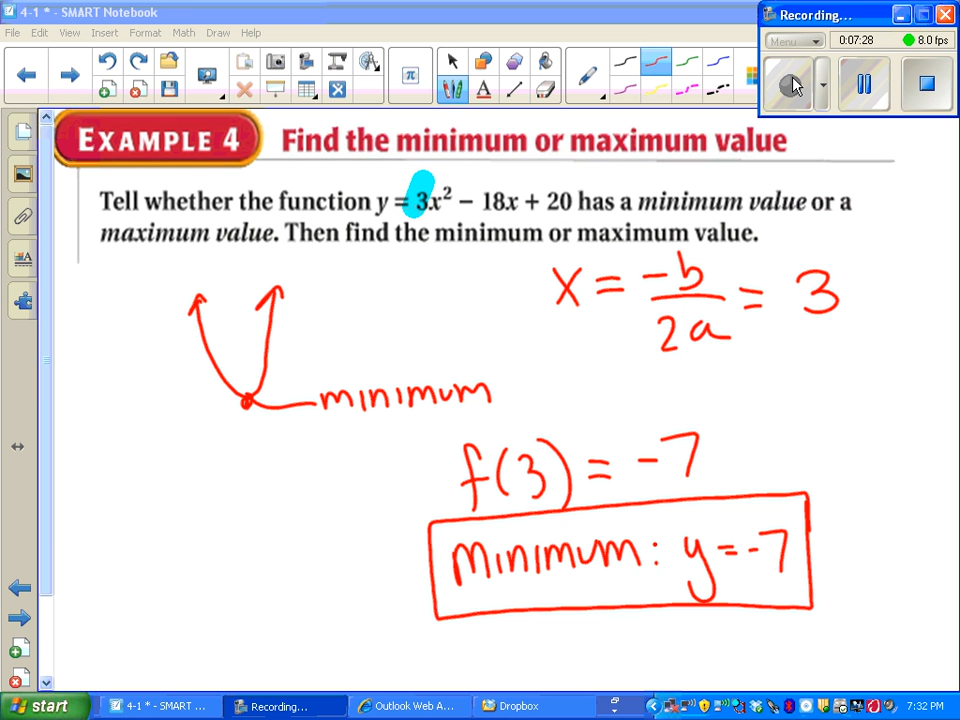 4-1 * - SMART Notebook
Recording...
File Edit View Insert Format Math Draw Help
Menu 0:07:28 8.0 fps
π
A
EXAMPLE 4 Find the minimum or maximum value
Tell whether the function y = 3x² − 18x + 20 has a minimum value or a
maximum value. Then find the minimum or maximum value.
x = -b/2a = 3
minimum
f(3) = -7
minimum: y = -7
start 4-1 * - SMART ... Recording... Outlook Web A... Dropbox 7:32 PM